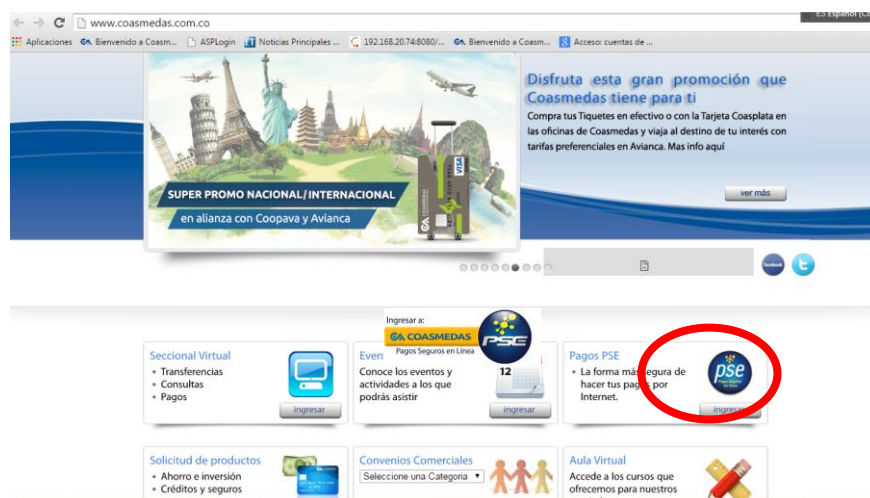 ES Español (C
www.coasmedas.com.co
Aplicaciones
Bienvenido a Coasm...
ASPLogin
Noticias Principales ...
192.168.20.74:8080/...
Bienvenido a Coasm...
Acceso: cuentas de ...
SUPER PROMO NACIONAL/INTERNACIONAL
en alianza con Coopava y Avianca
VISA
COASMEDAS
Disfruta esta gran promoción que
Coasmedas tiene para ti
Compra tus Tiquetes en efectivo o con la Tarjeta Coasplata en
las oficinas de Coasmedas y viaja al destino de tu interés con
tarifas preferenciales en Avianca. Mas info aquí
ver más
facebook
Ingresar a:
COASMEDAS
PSE
Pagos Seguros en Linea
Seccional Virtual
Transferencias
Consultas
Pagos
ingresar
Even
Conoce los eventos y
actividades a los que
podrás asistir
12
ingresar
Pagos PSE
La forma más segura de
hacer tus pagos por
Internet.
pse
ingresar
Solicitud de productos
Ahorro e inversión
Créditos y seguros
Convenios Comerciales
Seleccione una Categoria
Aula Virtual
Accede a los cursos que
ofrecemos para nuestros